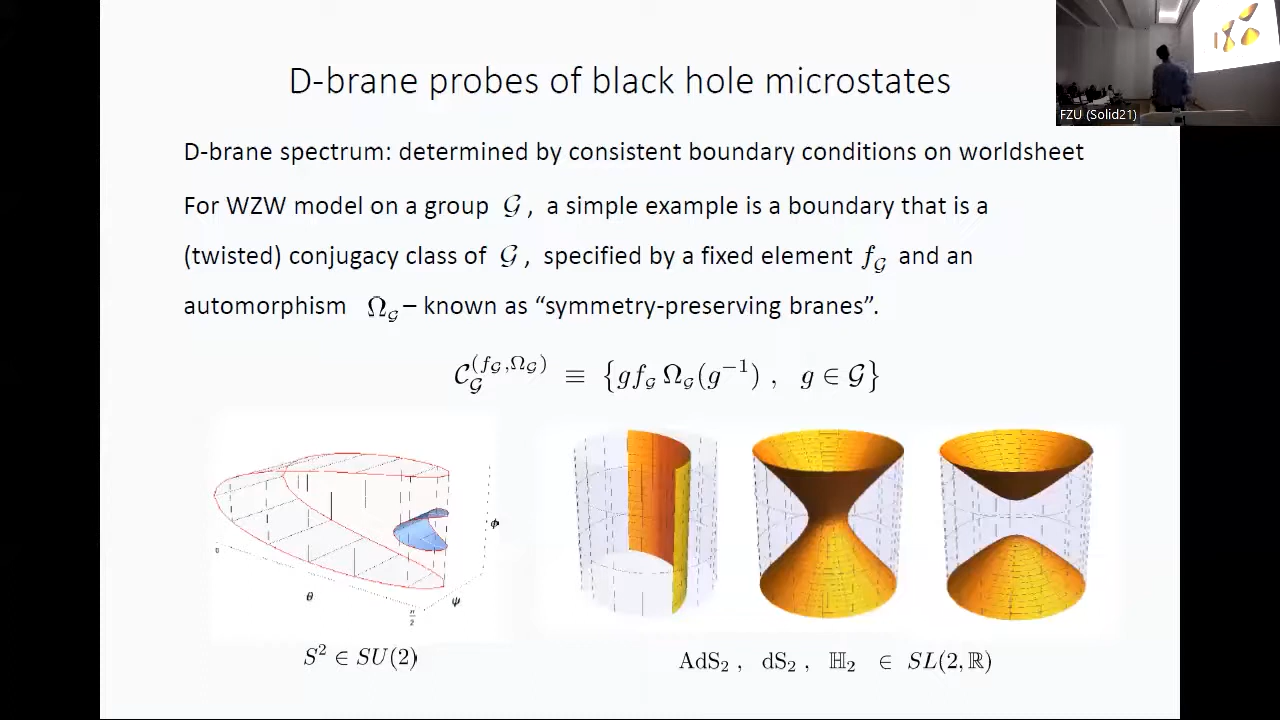 D-brane probes of black hole microstates
FZU (Solid21)
D-brane spectrum: determined by consistent boundary conditions on worldsheet
For WZW model on a group 𝒢 , a simple example is a boundary that is a
(twisted) conjugacy class of 𝒢 , specified by a fixed element f_𝒢 and an
automorphism Ω_𝒢 – known as “symmetry-preserving branes”.
𝒞_𝒢^{(f_𝒢,Ω_𝒢)} ≡ {g f_𝒢 Ω_𝒢(g^{-1}) , g ∈ 𝒢}
0
θ
π/2
ψ
ϕ
S² ∈ SU(2)
AdS₂ , dS₂ , ℍ₂ ∈ SL(2,ℝ)